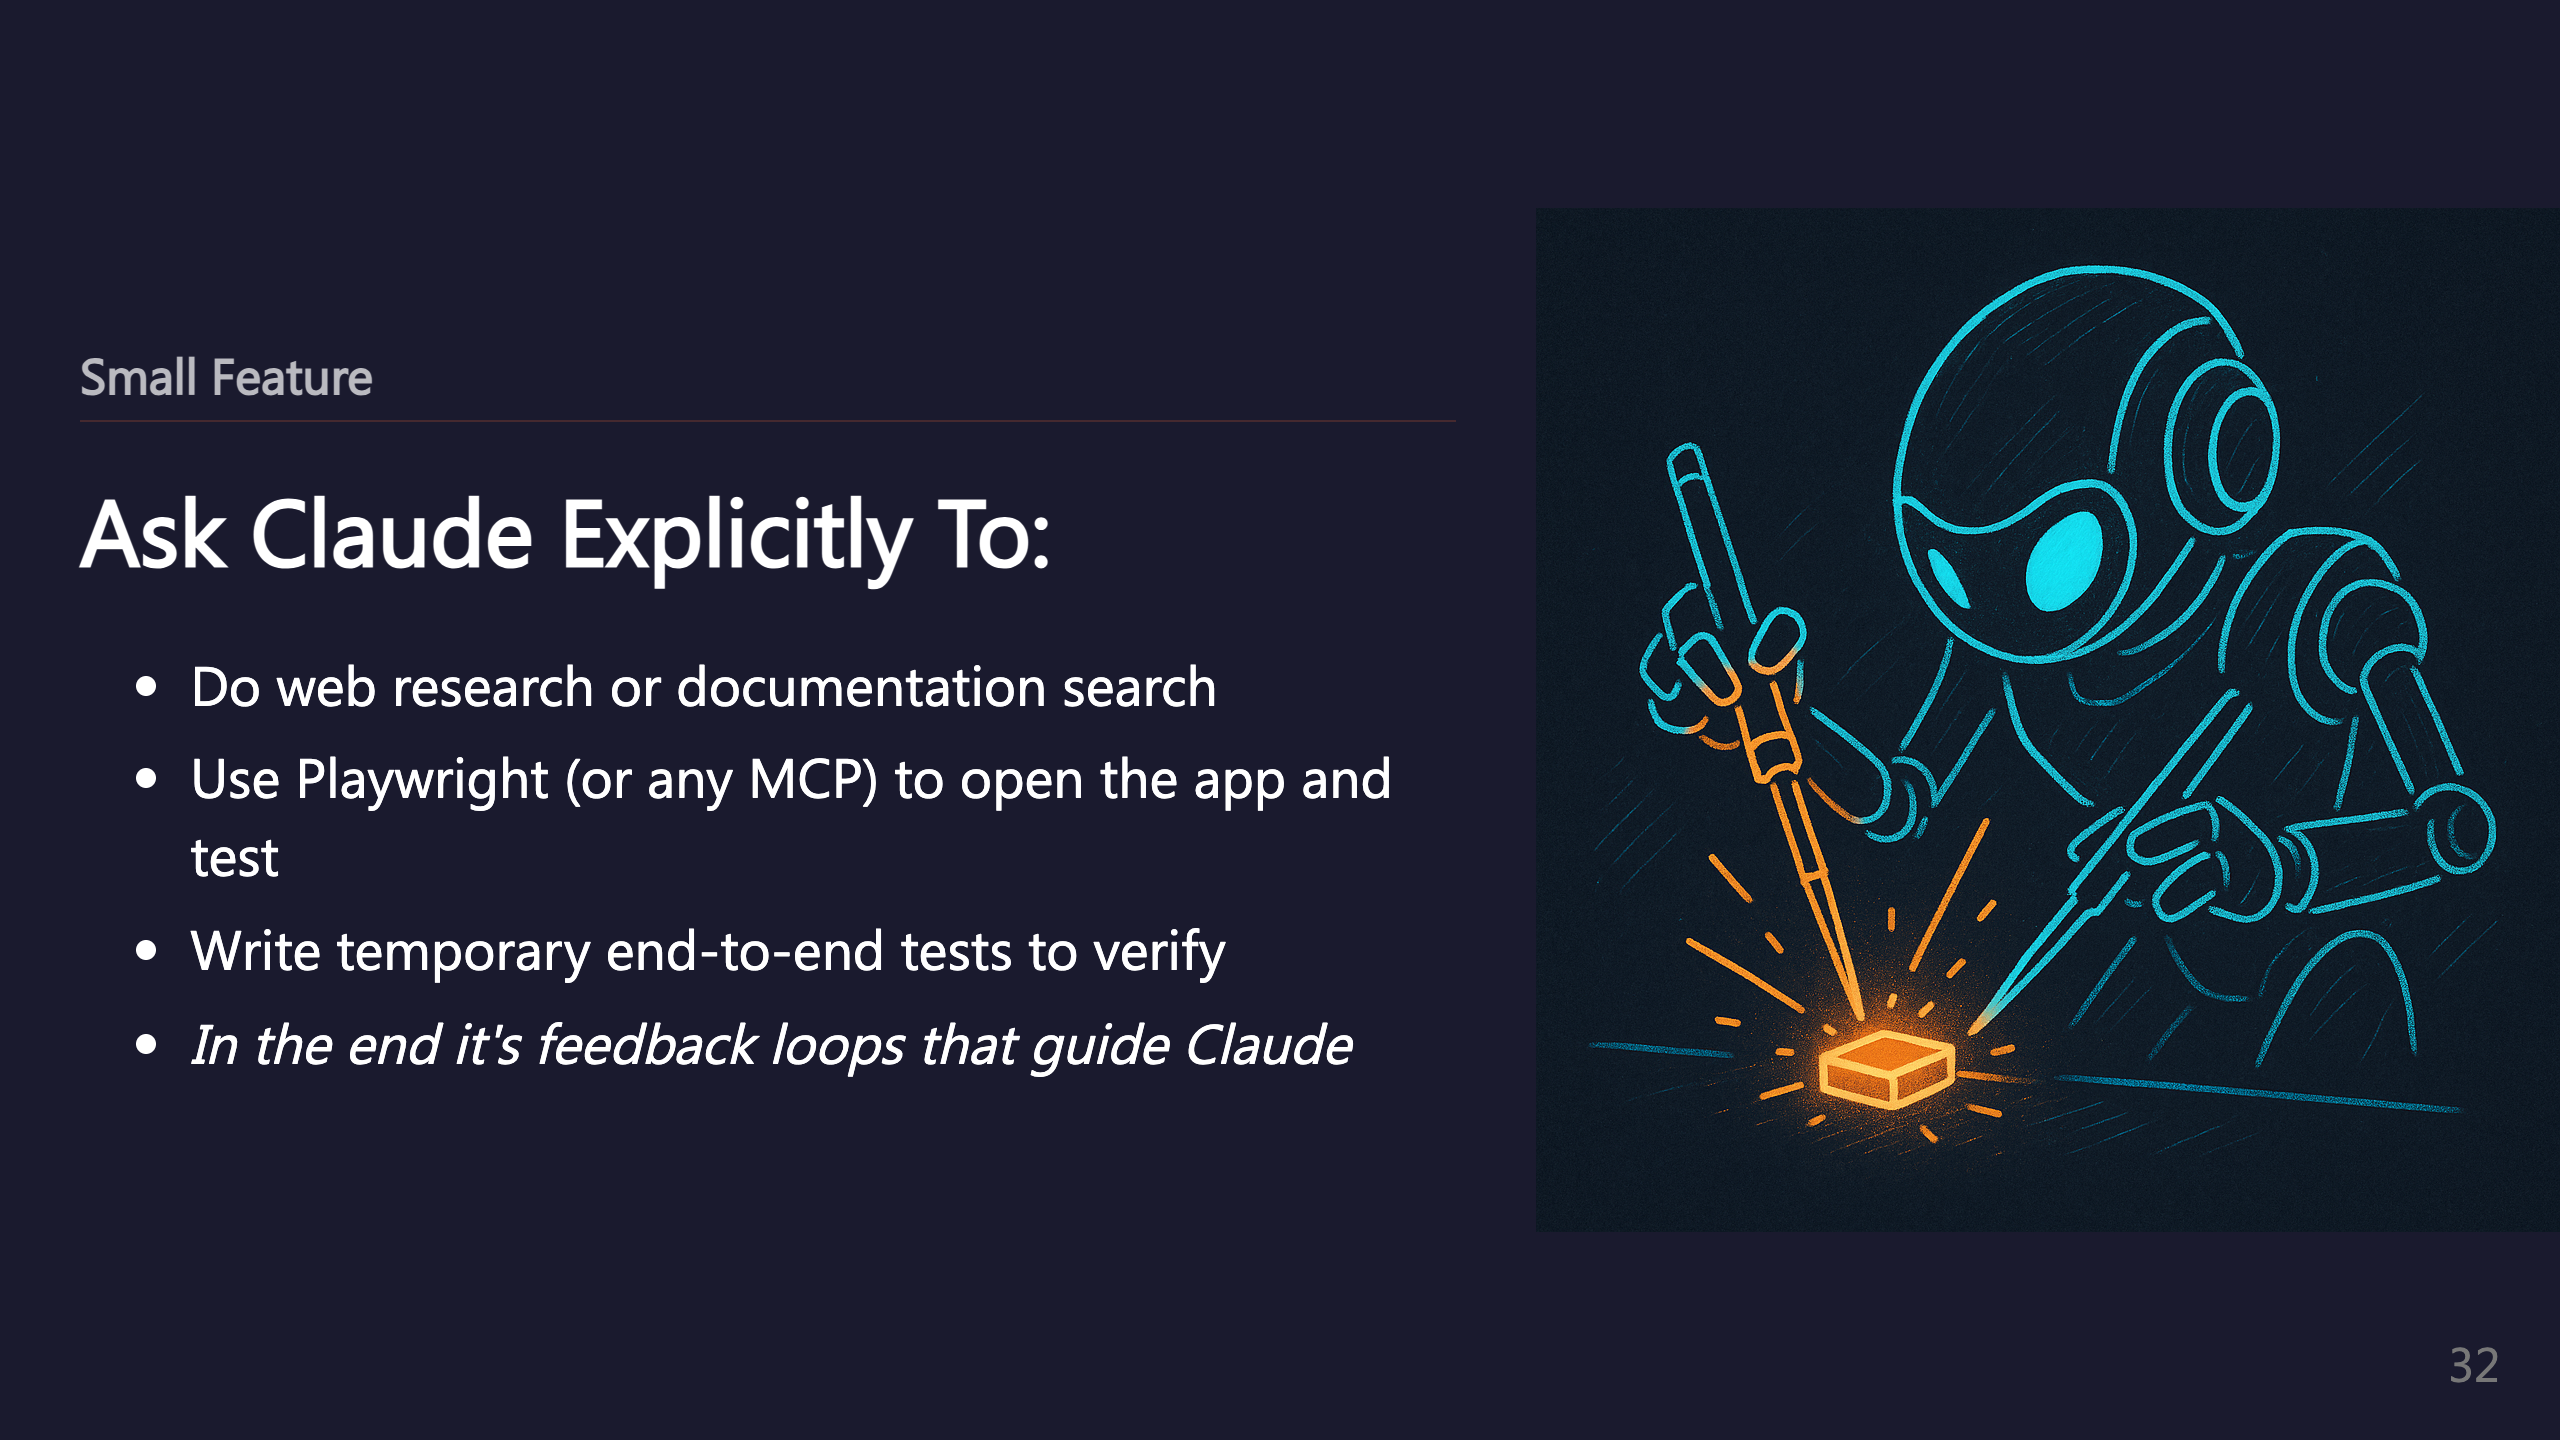 Small Feature
Ask Claude Explicitly To:
• Do web research or documentation search
• Use Playwright (or any MCP) to open the app and
test
• Write temporary end-to-end tests to verify
• In the end it's feedback loops that guide Claude
32